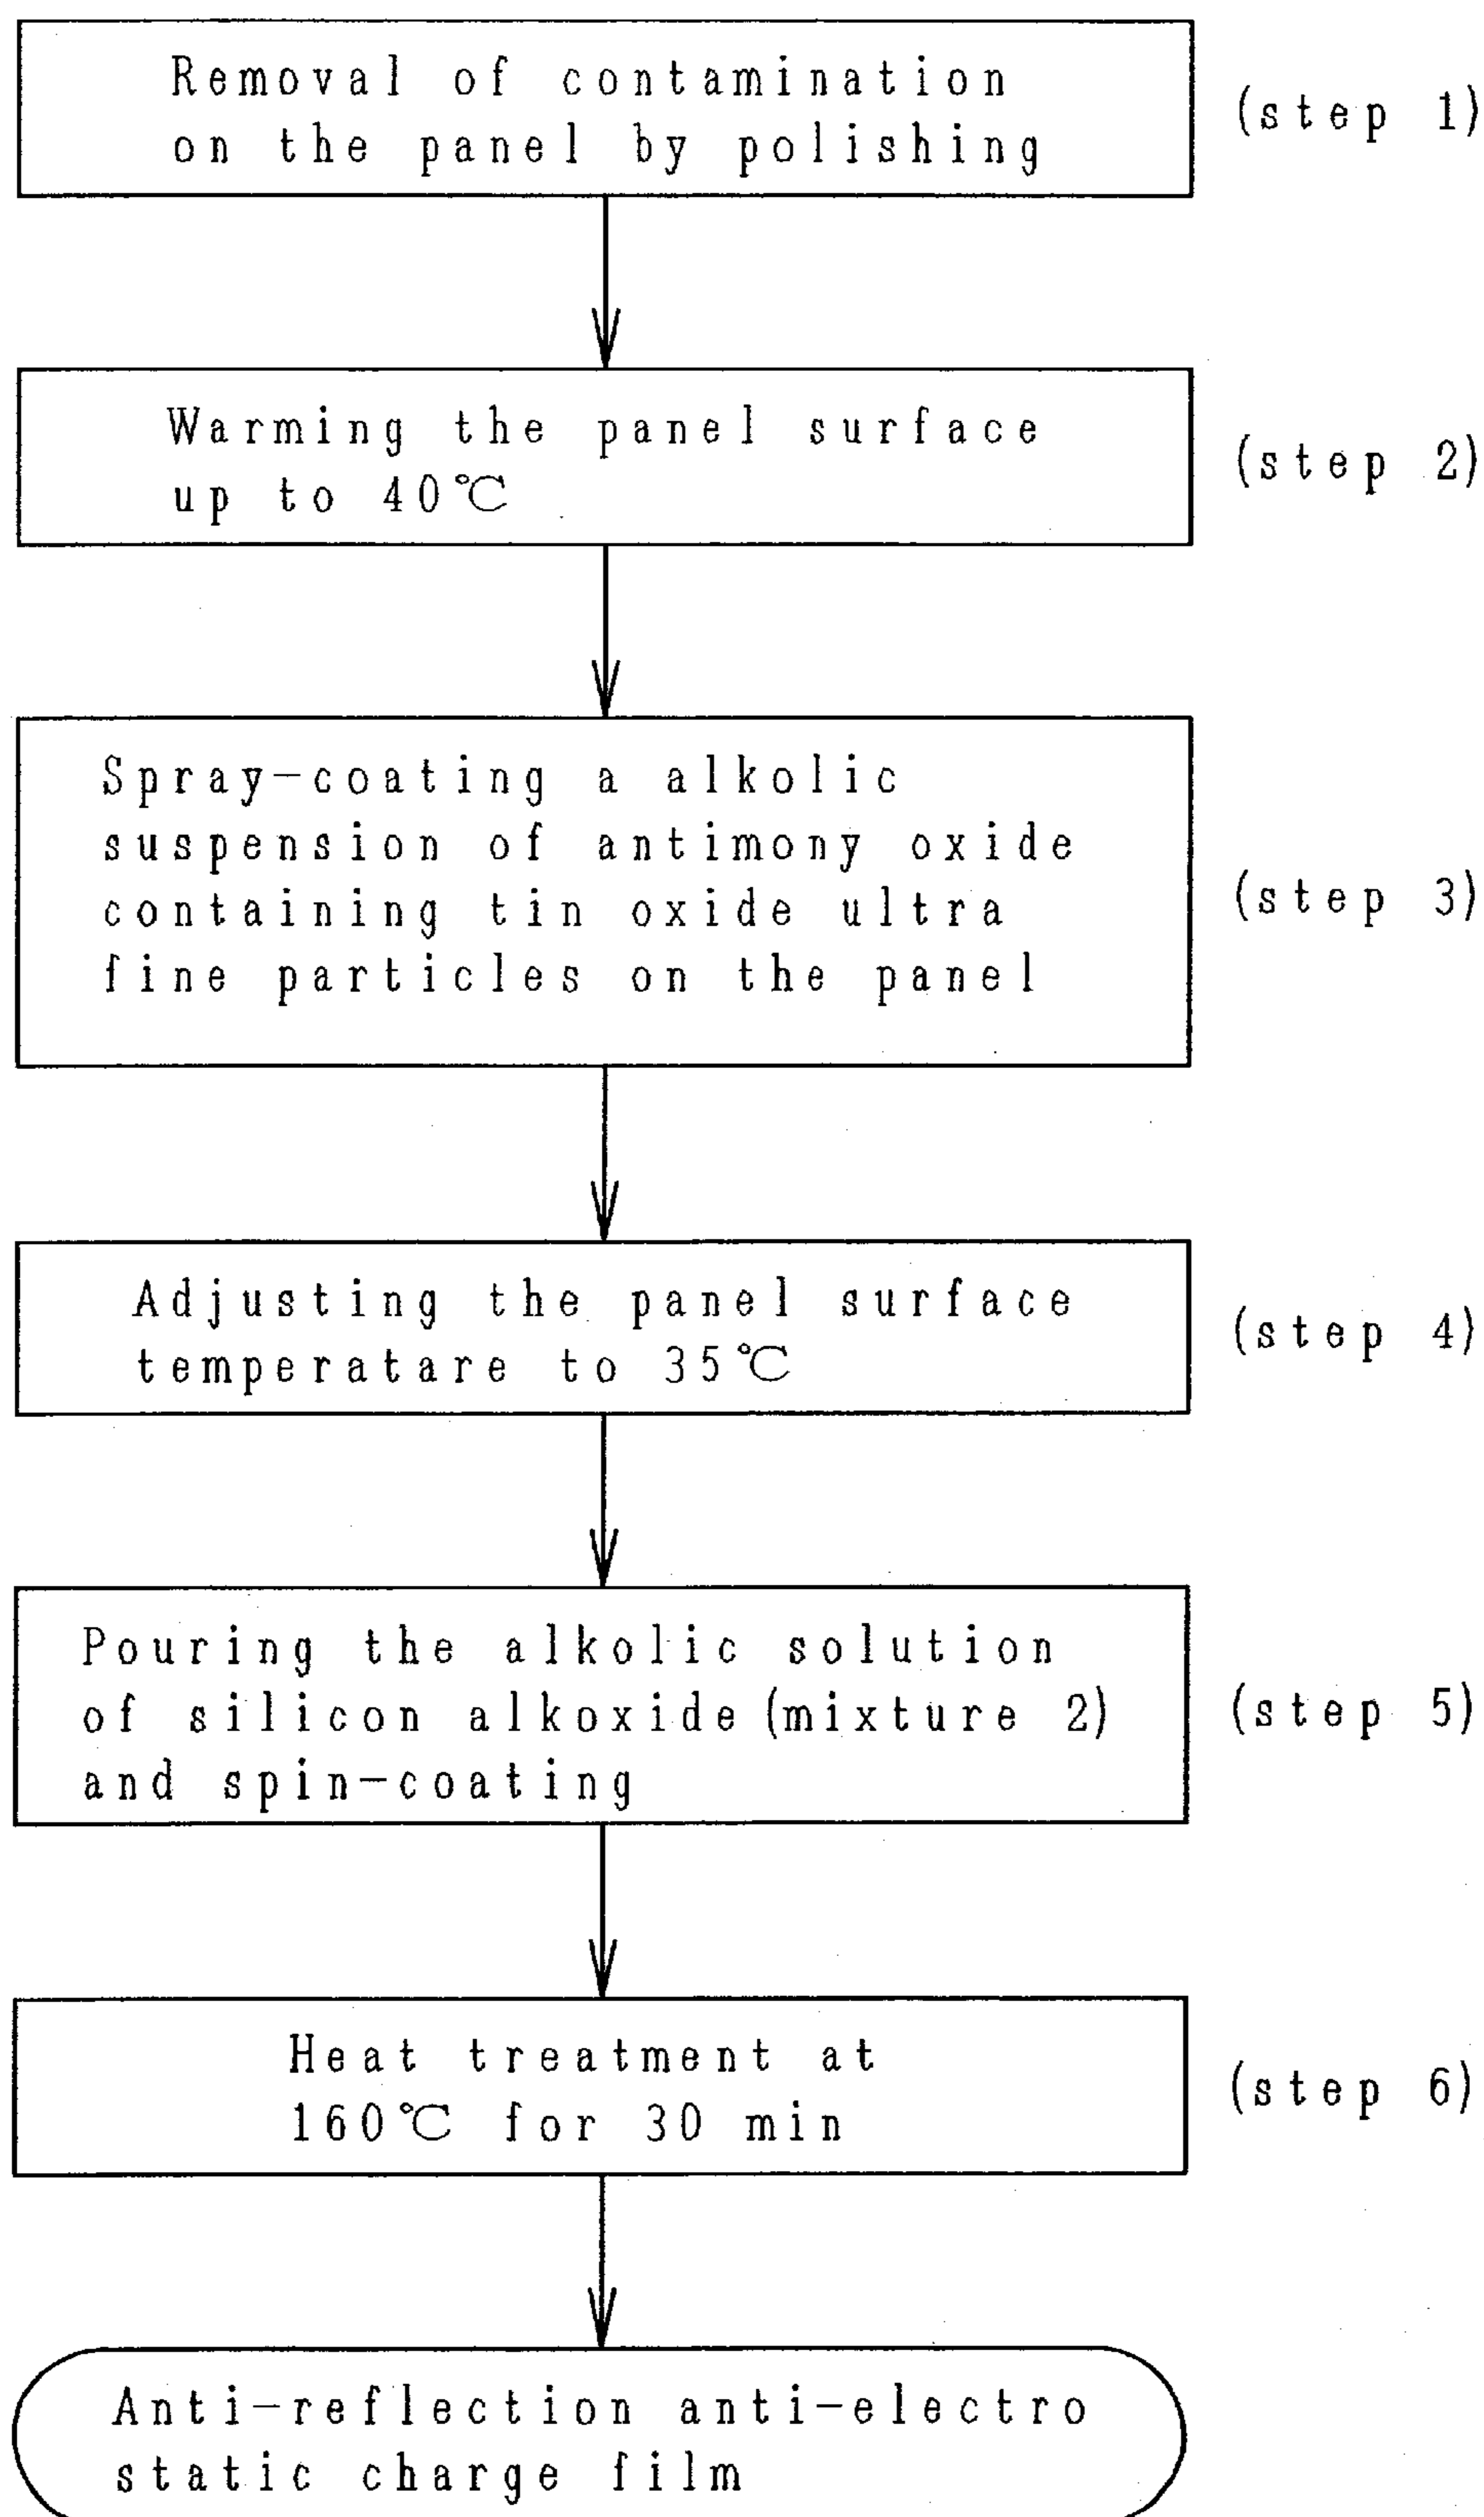 Removal of contamination
on the panel by polishing
(step 1)
Warming the panel surface
up to 40℃
(step 2)
Spray-coating a alkolic
suspension of antimony oxide
containing tin oxide ultra
fine particles on the panel
(step 3)
Adjusting the panel surface
temperatare to 35℃
(step 4)
Pouring the alkolic solution
of silicon alkoxide (mixture 2)
and spin-coating
(step 5)
Heat treatment at
160℃ for 30 min
(step 6)
Anti-reflection anti-electro
static charge film